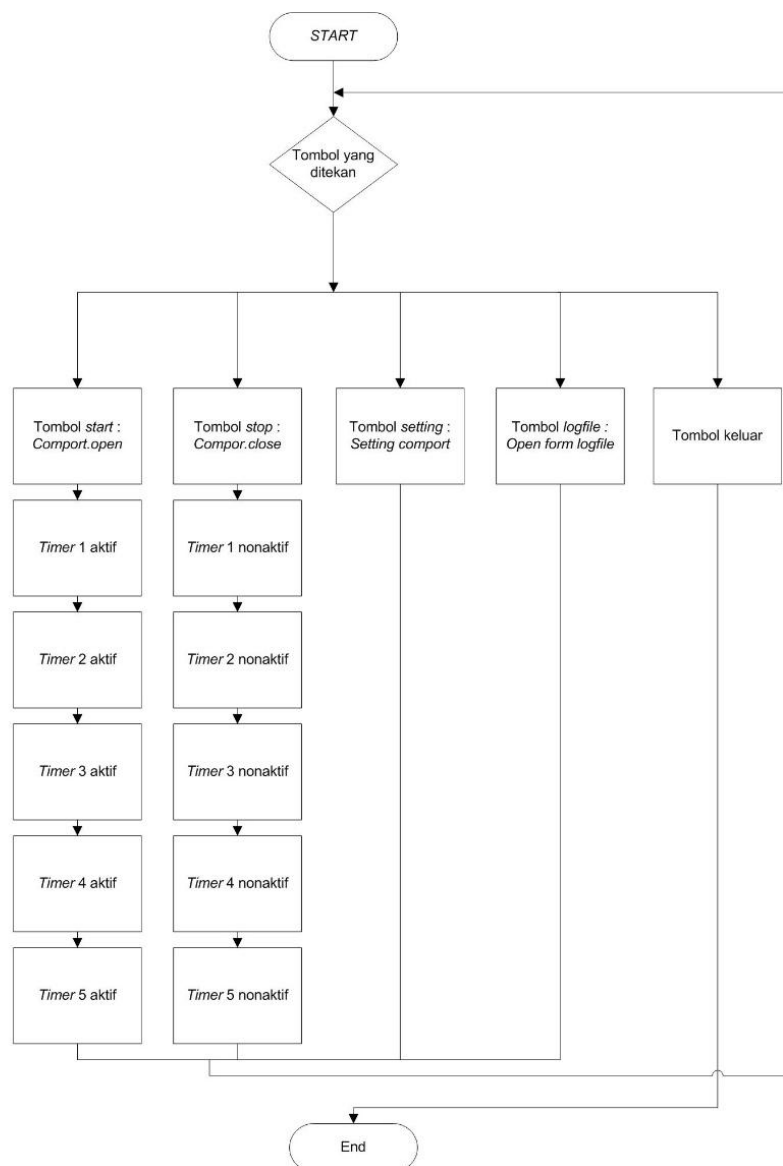 START
Tombol yang
ditekan
Tombol start :
Comport.open
Tombol stop :
Compor.close
Tombol setting :
Setting comport
Tombol logfile :
Open form logfile
Tombol keluar
Timer 1 aktif
Timer 1 nonaktif
Timer 2 aktif
Timer 2 nonaktif
Timer 3 aktif
Timer 3 nonaktif
Timer 4 aktif
Timer 4 nonaktif
Timer 5 aktif
Timer 5 nonaktif
End